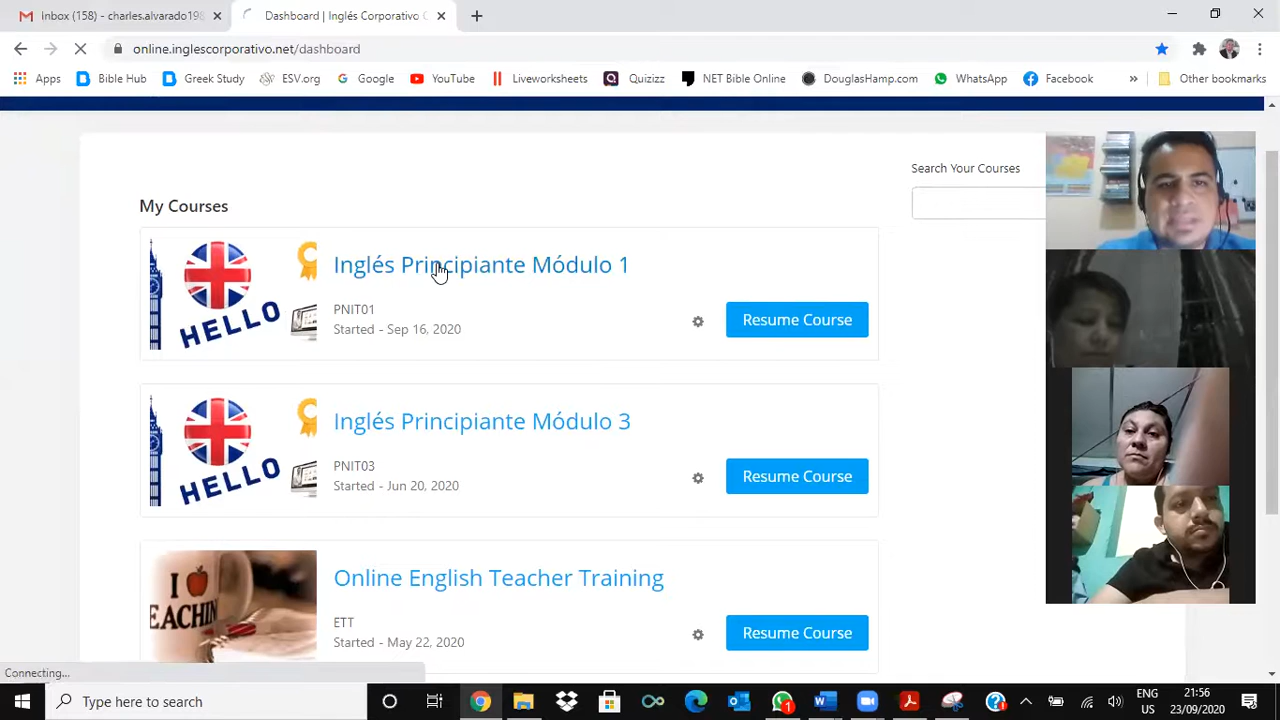 Inbox (158) - charles.alvarado198
Dashboard | Inglés Corporativo C
online.inglescorporativo.net/dashboard
Apps
Bible Hub
Greek Study
ESV.org
Google
YouTube
Liveworksheets
Quizizz
NET Bible Online
DouglasHamp.com
WhatsApp
Facebook
»
Other bookmarks
Search Your Courses
My Courses
HELLO
Inglés Principiante Módulo 1
PNIT01
Started - Sep 16, 2020
Resume Course
HELLO
Inglés Principiante Módulo 3
PNIT03
Started - Jun 20, 2020
Resume Course
I
EACHIN
Online English Teacher Training
ETT
Started - May 22, 2020
Resume Course
Connecting...
Type here to search
1
ENG
US
21:56
23/09/2020